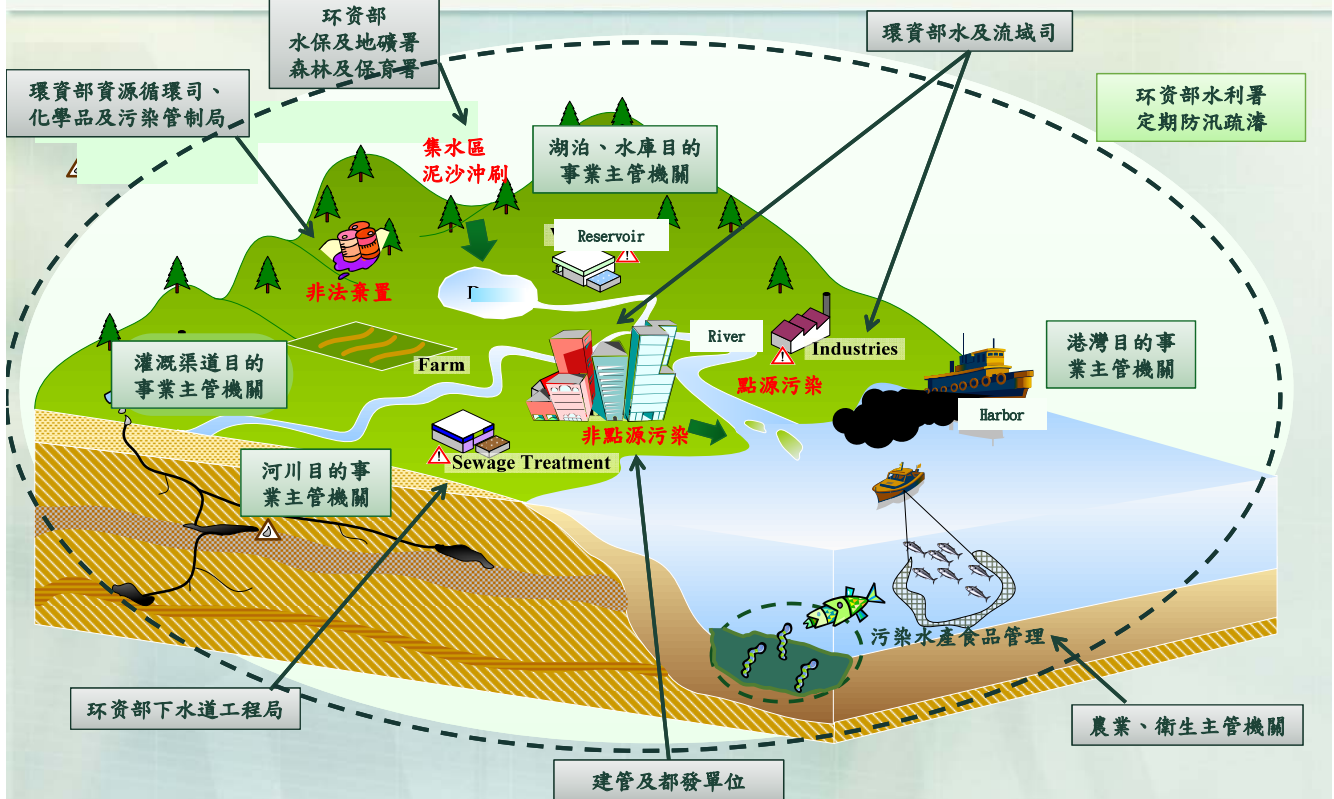 环资部
水保及地礦署
森林及保育署
環資部水及流域司
環資部資源循環司、
化學品及污染管制局
环资部水利署
定期防汛疏濬
集水區
泥沙沖刷
湖泊、水庫目的
事業主管機關
Reservoir
非法棄置
River
Industries
灌溉渠道目的
事業主管機關
Farm
港灣目的事
業主管機關
點源污染
Harbor
非點源污染
Sewage Treatment
河川目的事
業主管機關
污染水產食品管理
环资部下水道工程局
農業、衛生主管機關
建管及都發單位